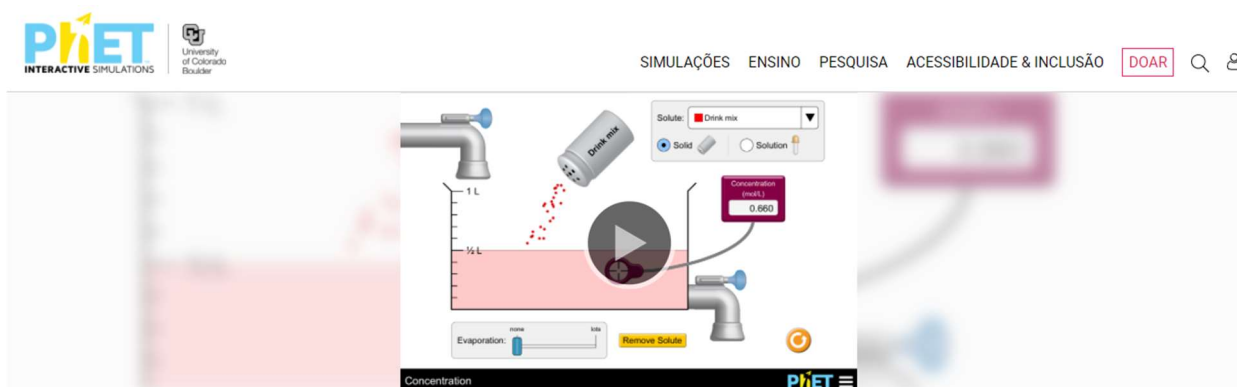 PhET
INTERACTIVE SIMULATIONS
University
of Colorado
Boulder
SIMULAÇÕES ENSINO PESQUISA ACESSIBILIDADE & INCLUSÃO DOAR
Solute: Drink mix
Solid Solution
Drink mix
1 L
Concentration
(mol/L)
0.660
½ L
none lots
Evaporation:
Remove Solute
Concentration PhET